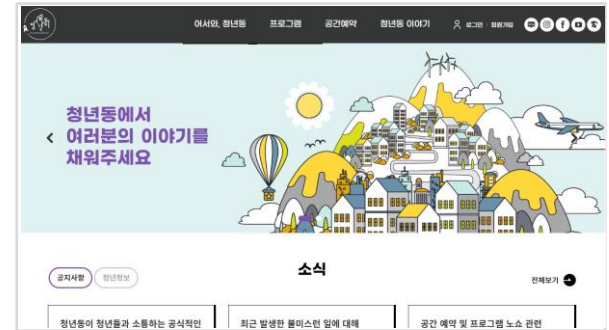 어서와, 청년동 프로그램 공간예약 청년동 이야기 로그인 회원가입
청년동에서
여러분의 이야기를
채워주세요
소식
공지사항 청년정보 전체보기
청년동이 청년들과 소통하는 공식적인 최근 발생한 불미스런 일에 대해 공간 예약 및 프로그램 노쇼 관련